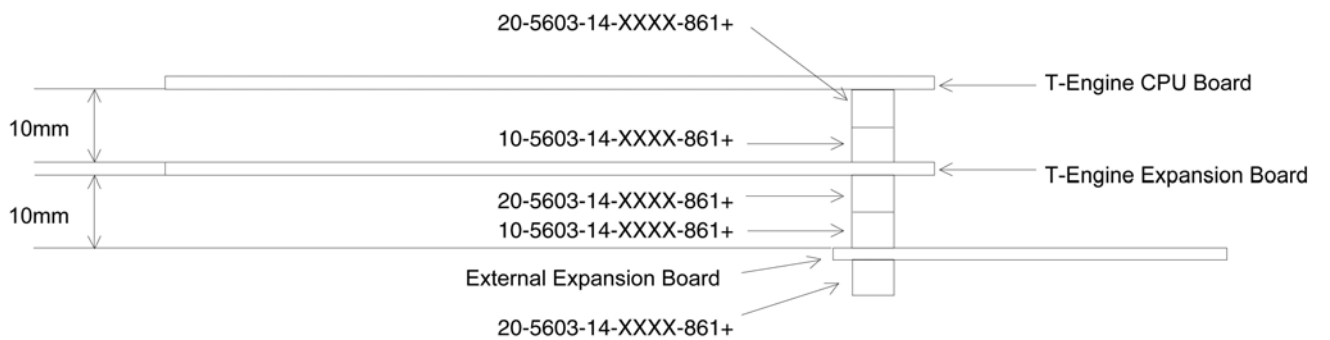 20-5603-14-XXXX-861+
T-Engine CPU Board
10mm
10-5603-14-XXXX-861+
T-Engine Expansion Board
20-5603-14-XXXX-861+
10mm
10-5603-14-XXXX-861+
External Expansion Board
20-5603-14-XXXX-861+